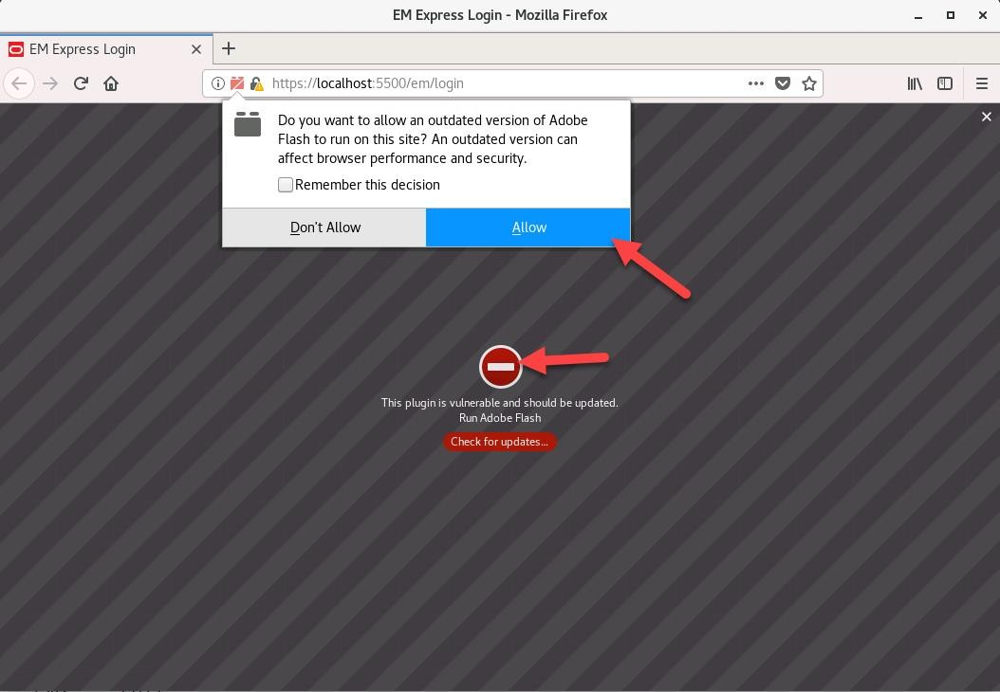 EM Express Login - Mozilla Firefox
EM Express Login
https://localhost:5500/em/login
Do you want to allow an outdated version of Adobe
Flash to run on this site? An outdated version can
affect browser performance and security.
Remember this decision
Don't Allow
Allow
This plugin is vulnerable and should be updated.
Run Adobe Flash
Check for updates...